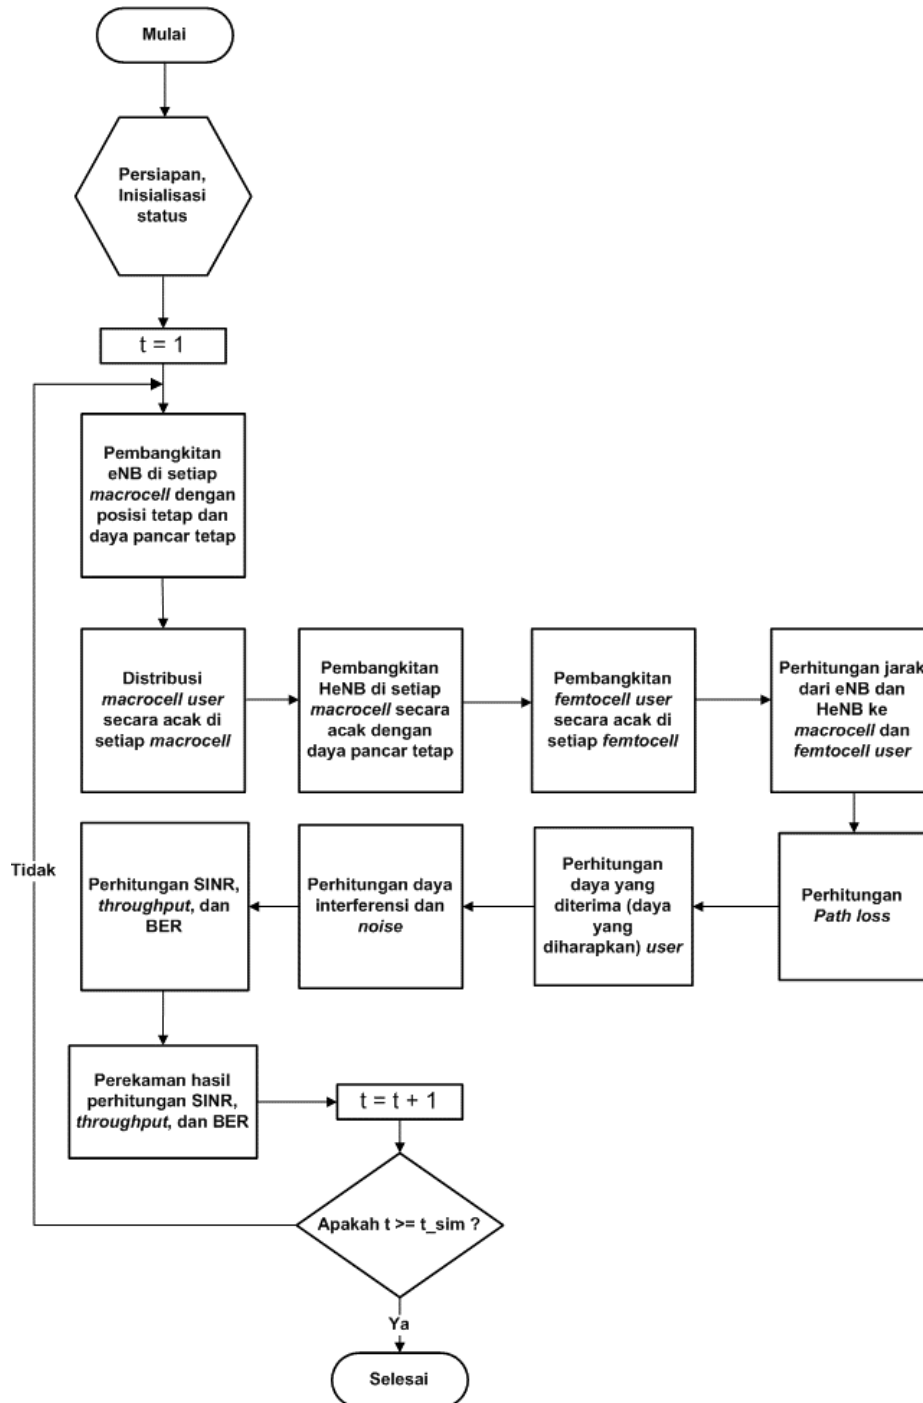 Mulai
Persiapan,
Inisialisasi
status
t = 1
Pembangkitan
eNB di setiap
macrocell dengan
posisi tetap dan
daya pancar tetap
Distribusi
macrocell user
secara acak di
setiap macrocell
Pembangkitan
HeNB di setiap
macrocell secara
acak dengan
daya pancar tetap
Pembangkitan
femtocell user
secara acak di
setiap femtocell
Perhitungan jarak
dari eNB dan
HeNB ke
macrocell dan
femtocell user
Perhitungan
Path loss
Perhitungan
daya yang
diterima (daya
yang
diharapkan) user
Perhitungan daya
interferensi dan
noise
Perhitungan SINR,
throughput, dan
BER
Perekaman hasil
perhitungan SINR,
throughput, dan BER
t = t + 1
Apakah t >= t_sim ?
Tidak
Ya
Selesai